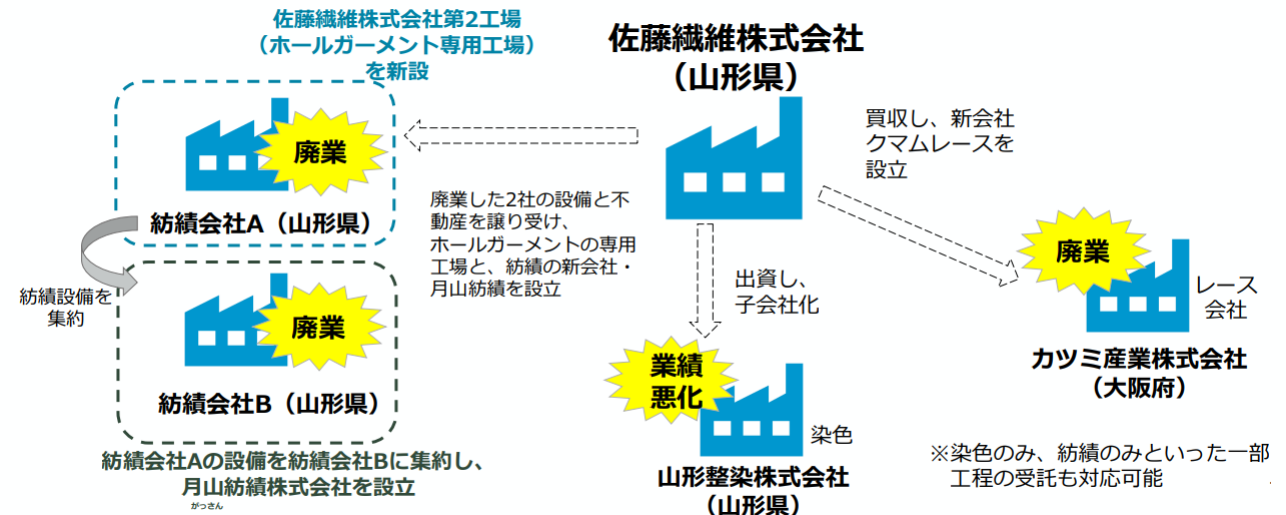 佐藤繊維株式会社第2工場
（ホールガーメント専用工場）
を新設
廃業
紡績会社A（山形県）
紡績設備を
集約
廃業
紡績会社B（山形県）
紡績会社Aの設備を紡績会社Bに集約し、
月山紡績株式会社を設立
がっさん
佐藤繊維株式会社
（山形県）
廃業した2社の設備と不
動産を譲り受け、
ホールガーメントの専用
工場と、紡績の新会社・
月山紡績を設立
出資し、
子会社化
業績
悪化
染色
山形整染株式会社
（山形県）
買収し、新会社
クマムレースを
設立
廃業
レース
会社
カツミ産業株式会社
（大阪府）
※染色のみ、紡績のみといった一部
工程の受託も対応可能